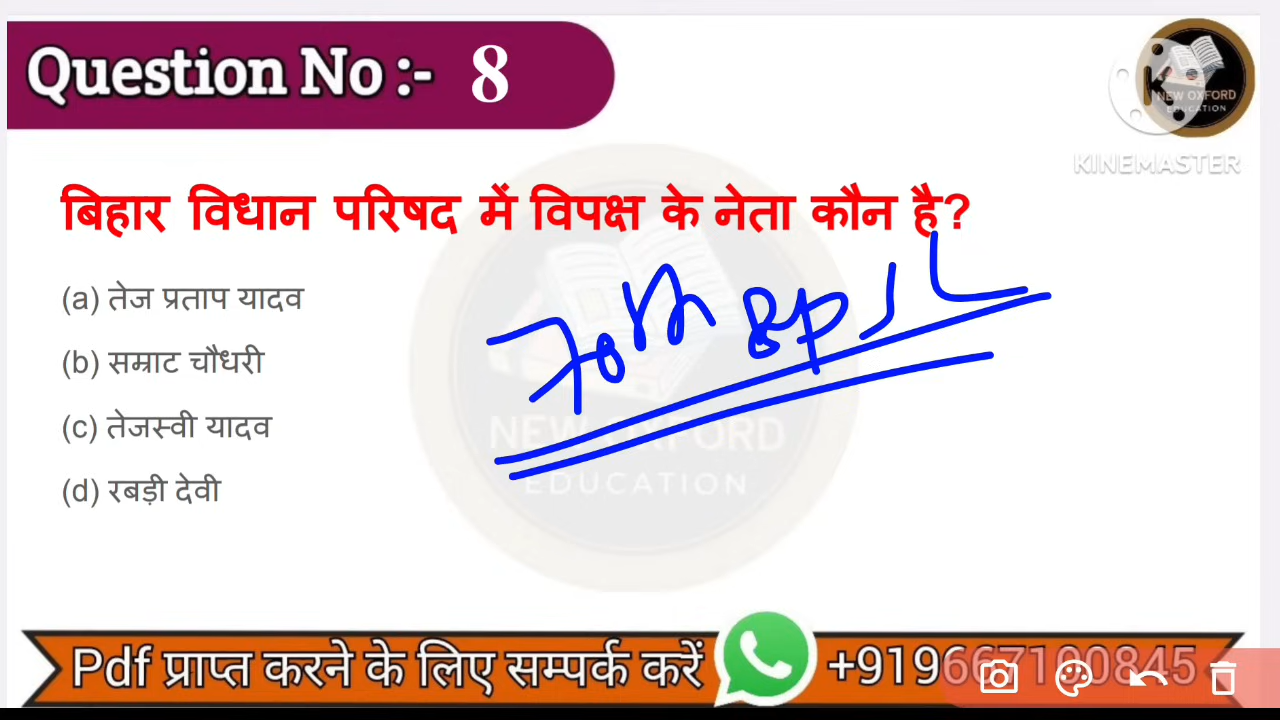 Question No :- 8
NEW OXFORD
EDUCATION
KINEMASTER
बिहार विधान परिषद में विपक्ष के नेता कौन है?
(a) तेज प्रताप यादव
(b) सम्राट चौधरी
(c) तेजस्वी यादव
(d) रबड़ी देवी
70th
NEW OXFORD
EDUCATION
Pdf प्राप्त करने के लिए सम्पर्क करें +919667100845